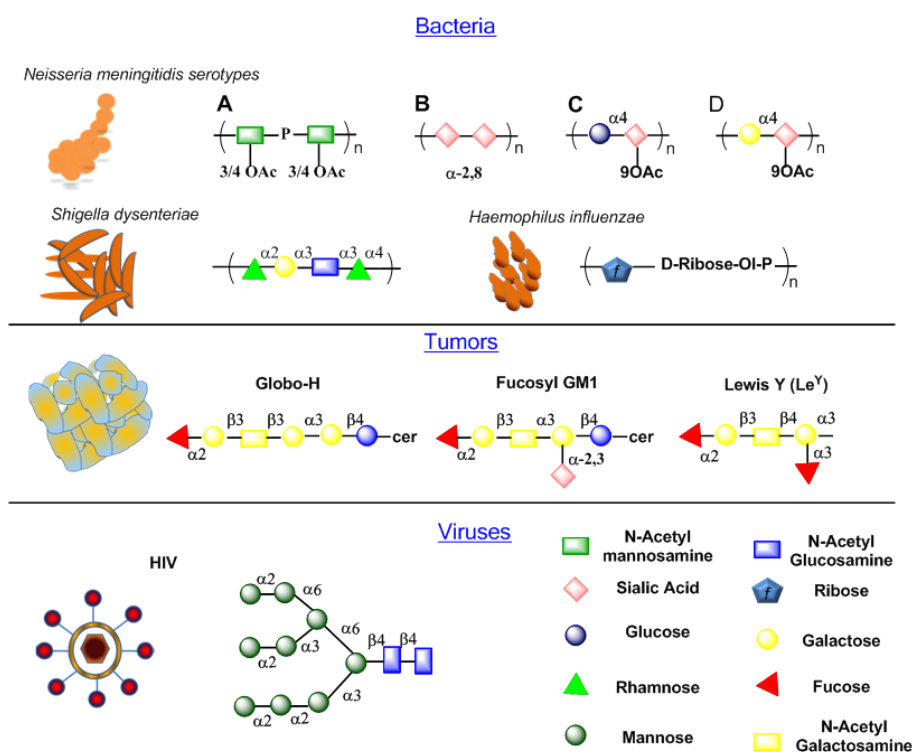 Bacteria
Neisseria meningitidis serotypes
A
B
C
D
P
n
3/4 OAc 3/4 OAc
n
α-2,8
α4
n
9OAc
α4
n
9OAc
Shigella dysenteriae
α2 α3 α3 α4
n
Haemophilus influenzae
f
D-Ribose-Ol-P
n
Tumors
Globo-H
β3 β3 α3 β4
α2
cer
Fucosyl GM1
β3 α3 β4
α2
cer
α-2,3
Lewis Y (LeY)
β3 β4 α3
α2
α3
Viruses
HIV
α2 α6
α2 α3
α6
β4 β4
α3
α2 α2
N-Acetyl
mannosamine
N-Acetyl
Glucosamine
Sialic Acid
f
Ribose
Glucose
Galactose
Rhamnose
Fucose
Mannose
N-Acetyl
Galactosamine